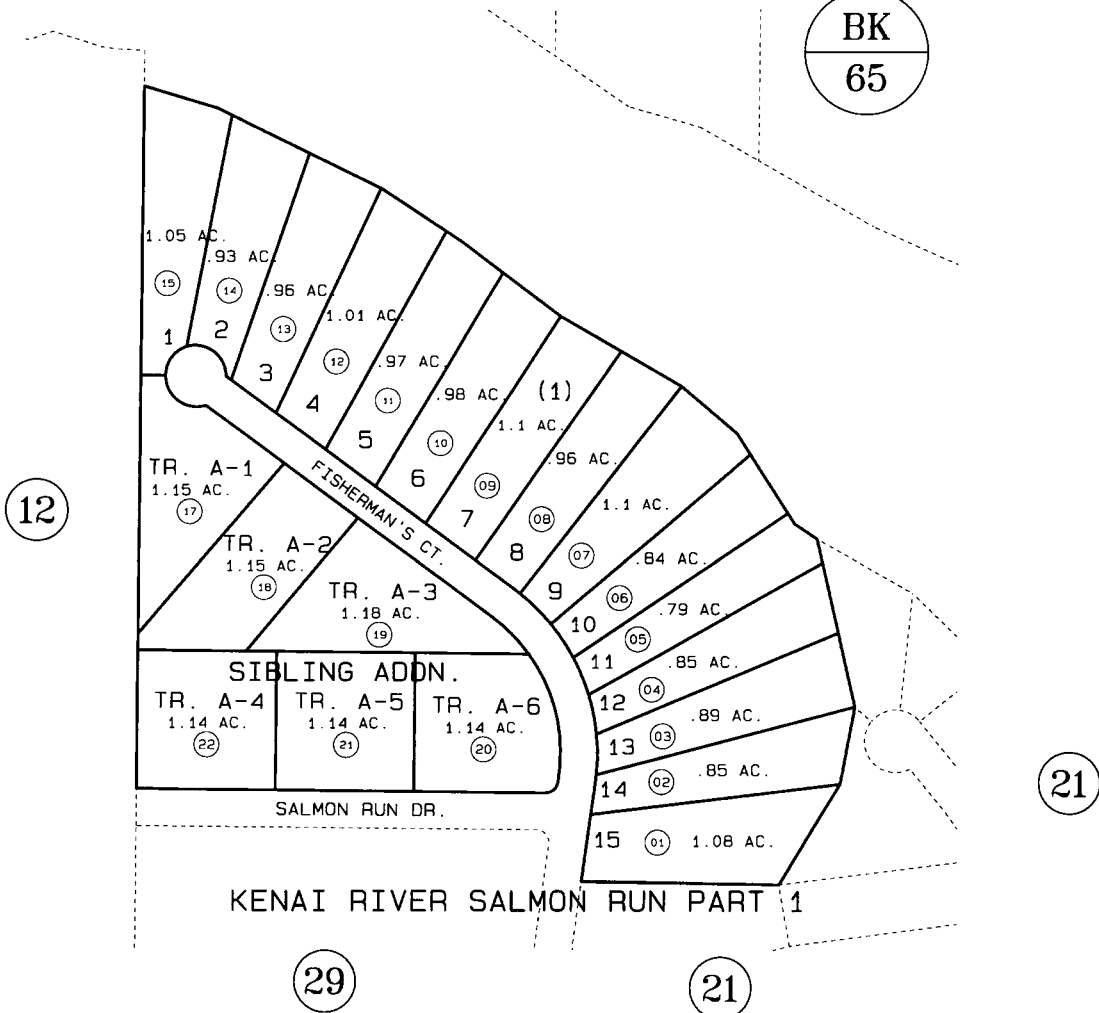 BK
65
1.05 AC.
15
1
.93 AC.
14
2
.96 AC.
13
3
1.01 AC.
12
4
.97 AC.
11
5
.98 AC.
10
6
(1)
1.1 AC.
09
7
.96 AC.
08
8
1.1 AC.
07
9
.84 AC.
06
10
.79 AC.
05
11
.85 AC.
04
12
.89 AC.
03
13
.85 AC.
02
14
15
01
1.08 AC.
FISHERMAN'S CT.
12
TR. A-1
1.15 AC.
17
TR. A-2
1.15 AC.
18
TR. A-3
1.18 AC.
19
SIBLING ADDN.
TR. A-4
1.14 AC.
22
TR. A-5
1.14 AC.
21
TR. A-6
1.14 AC.
20
SALMON RUN DR.
21
KENAI RIVER SALMON RUN PART 1
29
21